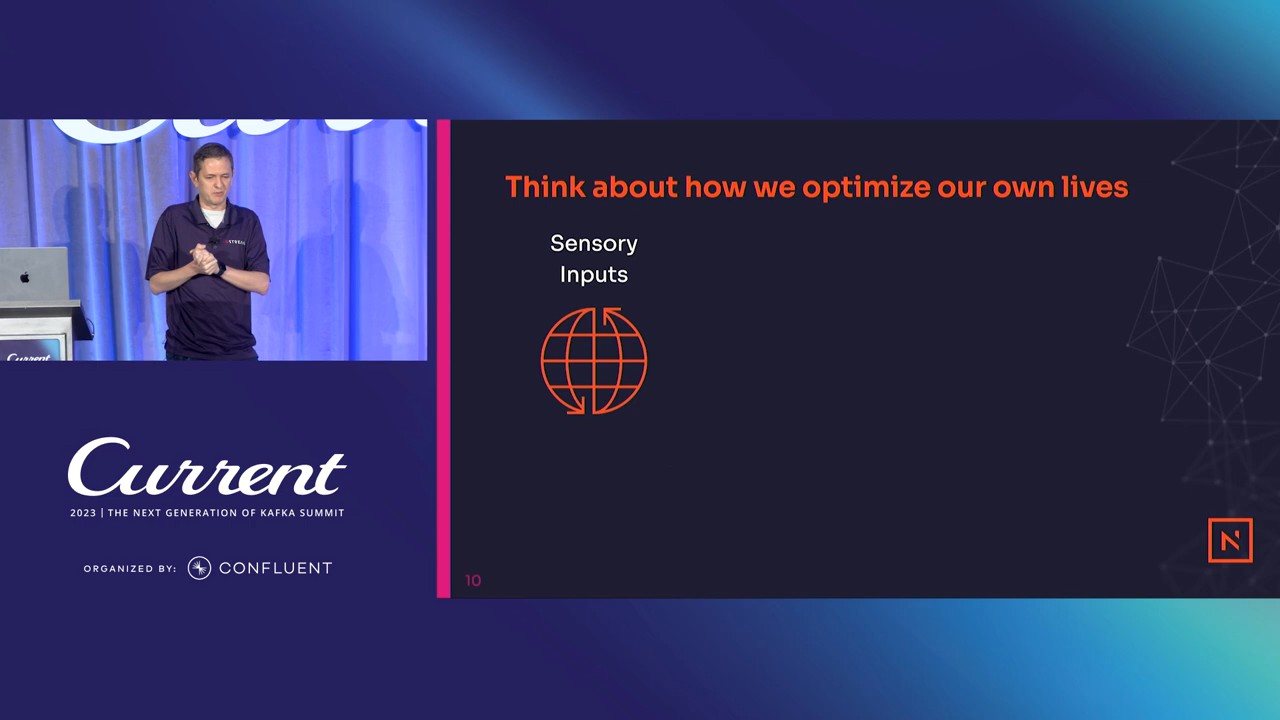 Think about how we optimize our own lives
Sensory
Inputs
Current
2023 | THE NEXT GENERATION OF KAFKA SUMMIT
ORGANIZED BY: CONFLUENT
10
Current